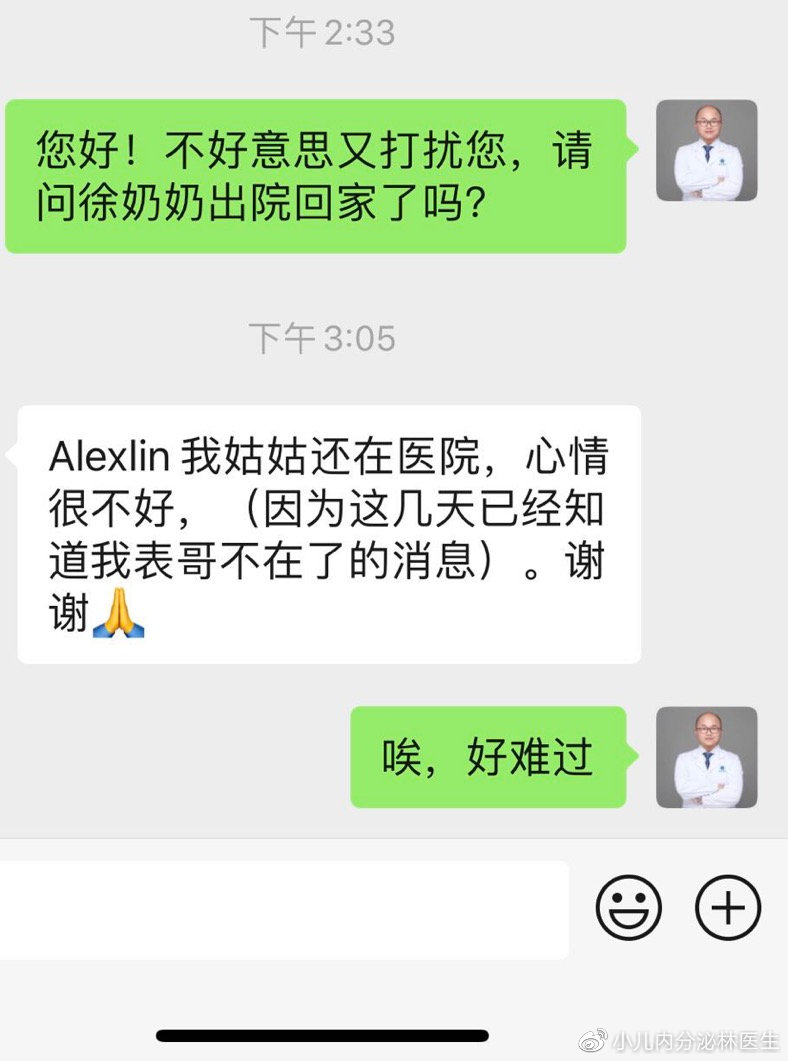 下午2:33
您好！不好意思又打扰您，请
问徐奶奶出院回家了吗？
下午3:05
Alexlin 我姑姑还在医院，心情
很不好，（因为这几天已经知
道我表哥不在了的消息）。谢
谢🙏
唉，好难过
小儿内分泌林医生